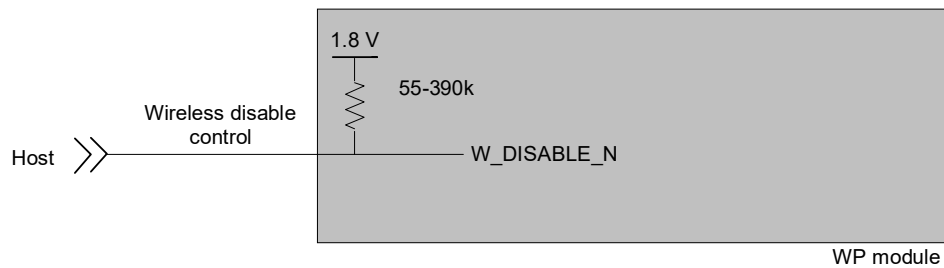 1.8 V
55-390k
Wireless disable
control
Host
W_DISABLE_N
WP module